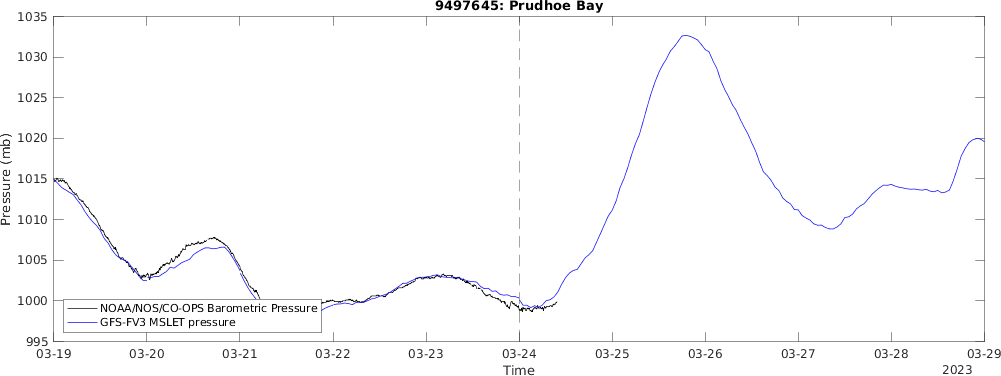 9497645: Prudhoe Bay
1035
1030
1025
1020
1015
1010
1005
1000
995
Pressure (mb)
NOAA/NOS/CO-OPS Barometric Pressure
GFS-FV3 MSLET pressure
03-19 03-20 03-21 03-22 03-23 03-24 03-25 03-26 03-27 03-28 03-29
Time
2023